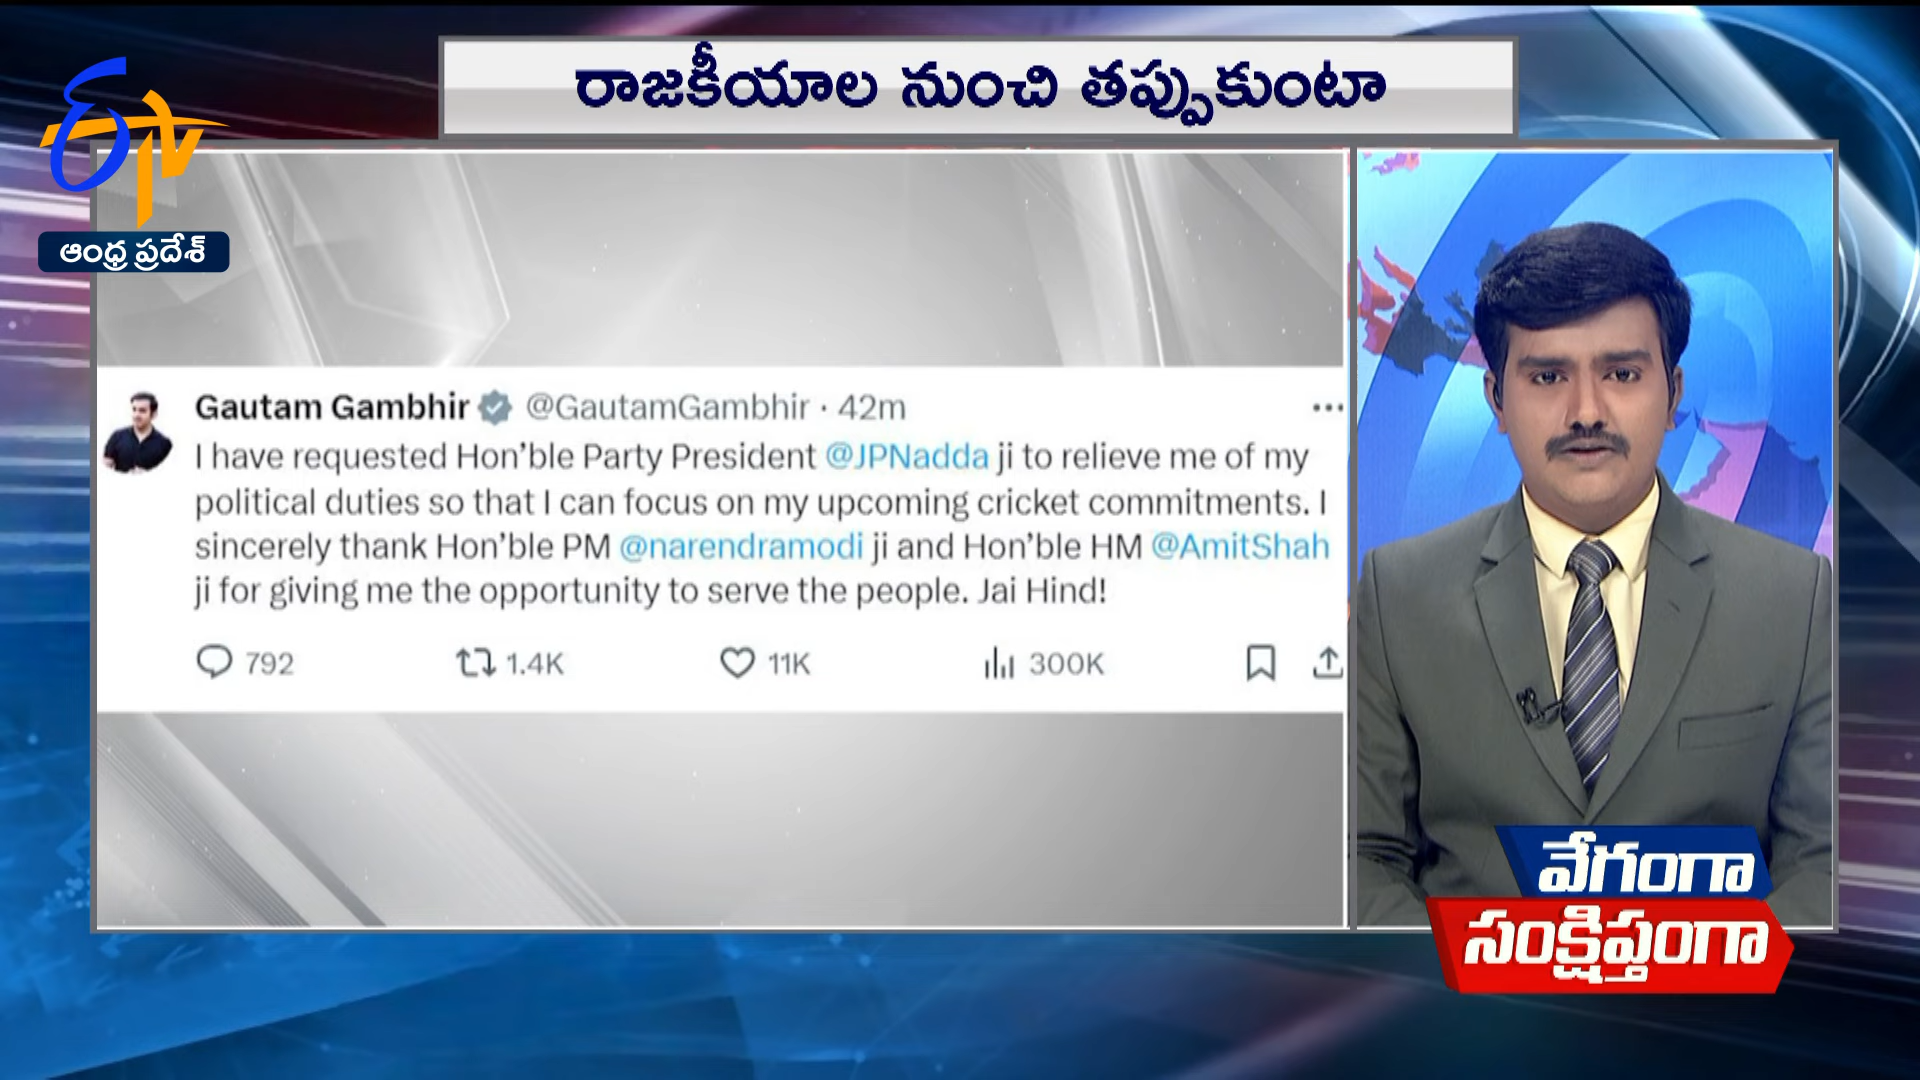 రాజకీయాల నుంచి తప్పుకుంటా
ETV
ఆంధ్ర ప్రదేశ్
Gautam Gambhir @GautamGambhir · 42m
I have requested Hon'ble Party President @JPNadda ji to relieve me of my
political duties so that I can focus on my upcoming cricket commitments. I
sincerely thank Hon'ble PM @narendramodi ji and Hon'ble HM @AmitShah
ji for giving me the opportunity to serve the people. Jai Hind!
792 1.4K 11K 300K
వేగంగా
సంక్షిప్తంగా